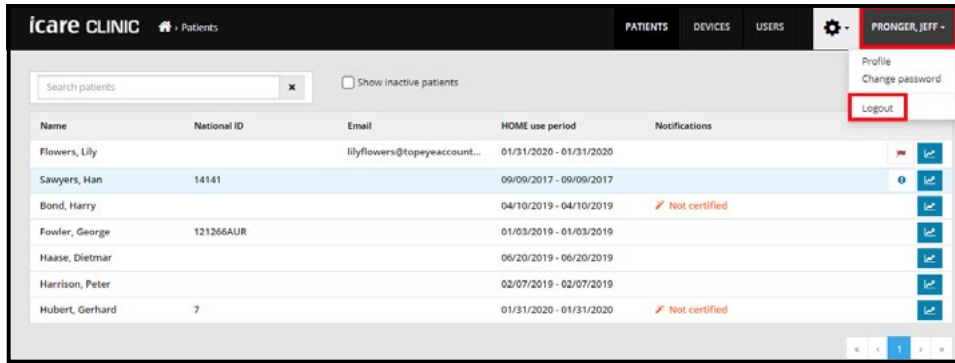 icare CLINIC › Patients PATIENTS DEVICES USERS PRONGER, JEFF
Profile
Change password
Logout
Search patients × Show inactive patients
Name National ID Email HOME use period Notifications
Flowers, Lily lilyflowers@topeyeaccount... 01/31/2020 - 01/31/2020
Sawyers, Han 14141 09/09/2017 - 09/09/2017
Bond, Harry 04/10/2019 - 04/10/2019 Not certified
Fowler, George 121266AUR 01/03/2019 - 01/03/2019
Haase, Dietmar 06/20/2019 - 06/20/2019
Harrison, Peter 02/07/2019 - 02/07/2019
Hubert, Gerhard 7 01/31/2020 - 01/31/2020 Not certified
« ‹ 1 › »